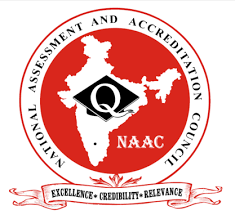 NATIONAL ASSESSMENT AND ACCREDITATION COUNCIL
Q
NAAC
EXCELLENCE • CREDIBILITY • RELEVANCE